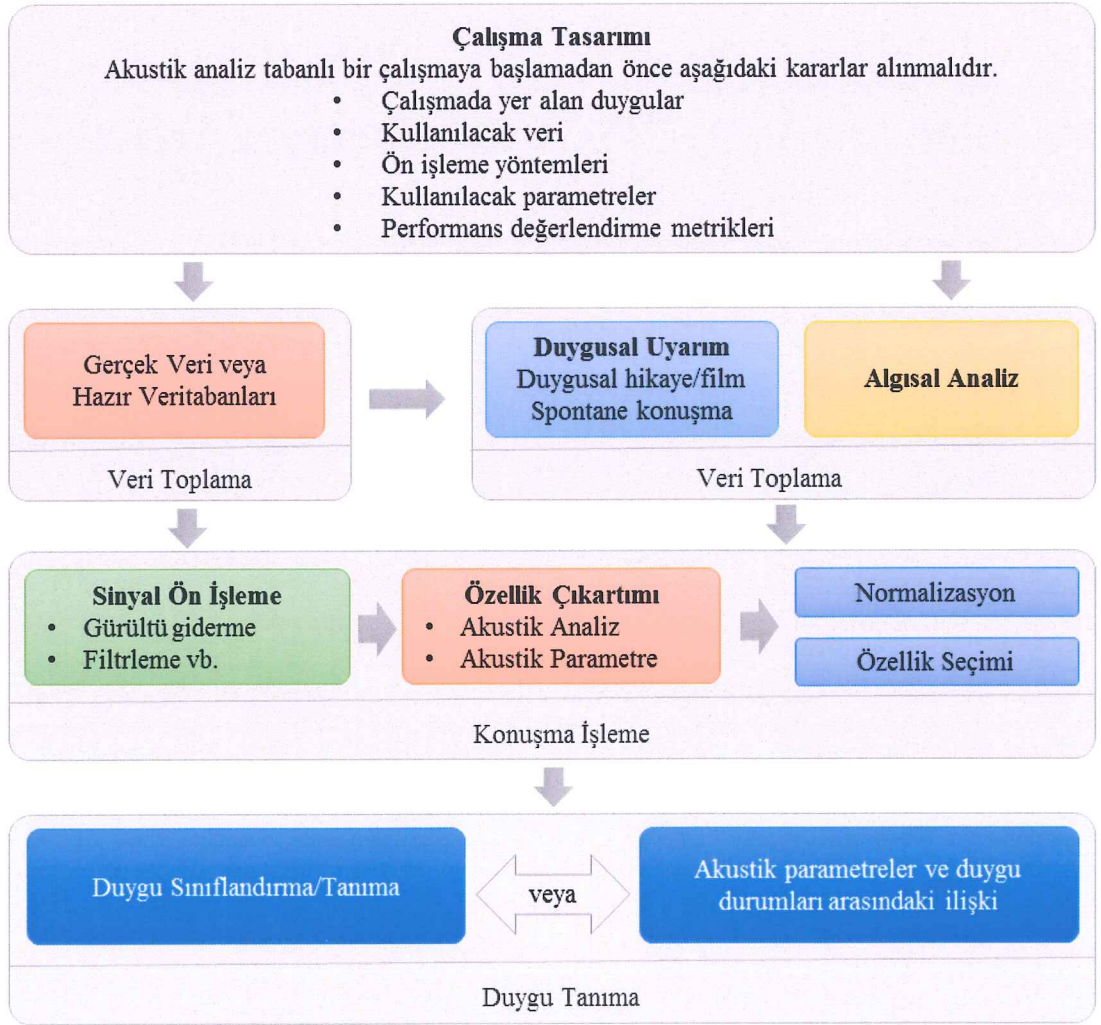 Çalışma Tasarımı
Akustik analiz tabanlı bir çalışmaya başlamadan önce aşağıdaki kararlar alınmalıdır.
• Çalışmada yer alan duygular
• Kullanılacak veri
• Ön işleme yöntemleri
• Kullanılacak parametreler
• Performans değerlendirme metrikleri
Gerçek Veri veya
Hazır Veritabanları
Veri Toplama
Duygusal Uyarım
Duygusal hikaye/film
Spontane konuşma
Algısal Analiz
Veri Toplama
Sinyal Ön İşleme
• Gürültü giderme
• Filtrleme vb.
Özellik Çıkartımı
• Akustik Analiz
• Akustik Parametre
Normalizasyon
Özellik Seçimi
Konuşma İşleme
Duygu Sınıflandırma/Tanıma
veya
Akustik parametreler ve duygu
durumları arasındaki ilişki
Duygu Tanıma